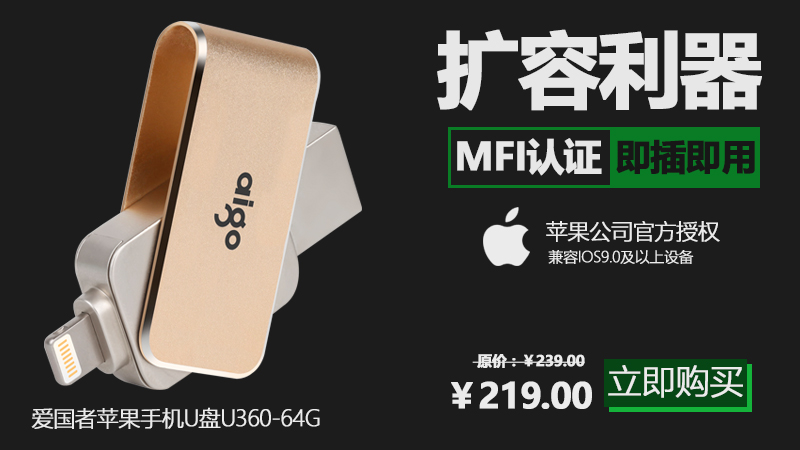 扩容利器
MFI认证 即插即用
aigo
苹果公司官方授权
兼容IOS9.0及以上设备
原价：¥239.00
¥219.00
立即购买
爱国者苹果手机U盘U360-64G